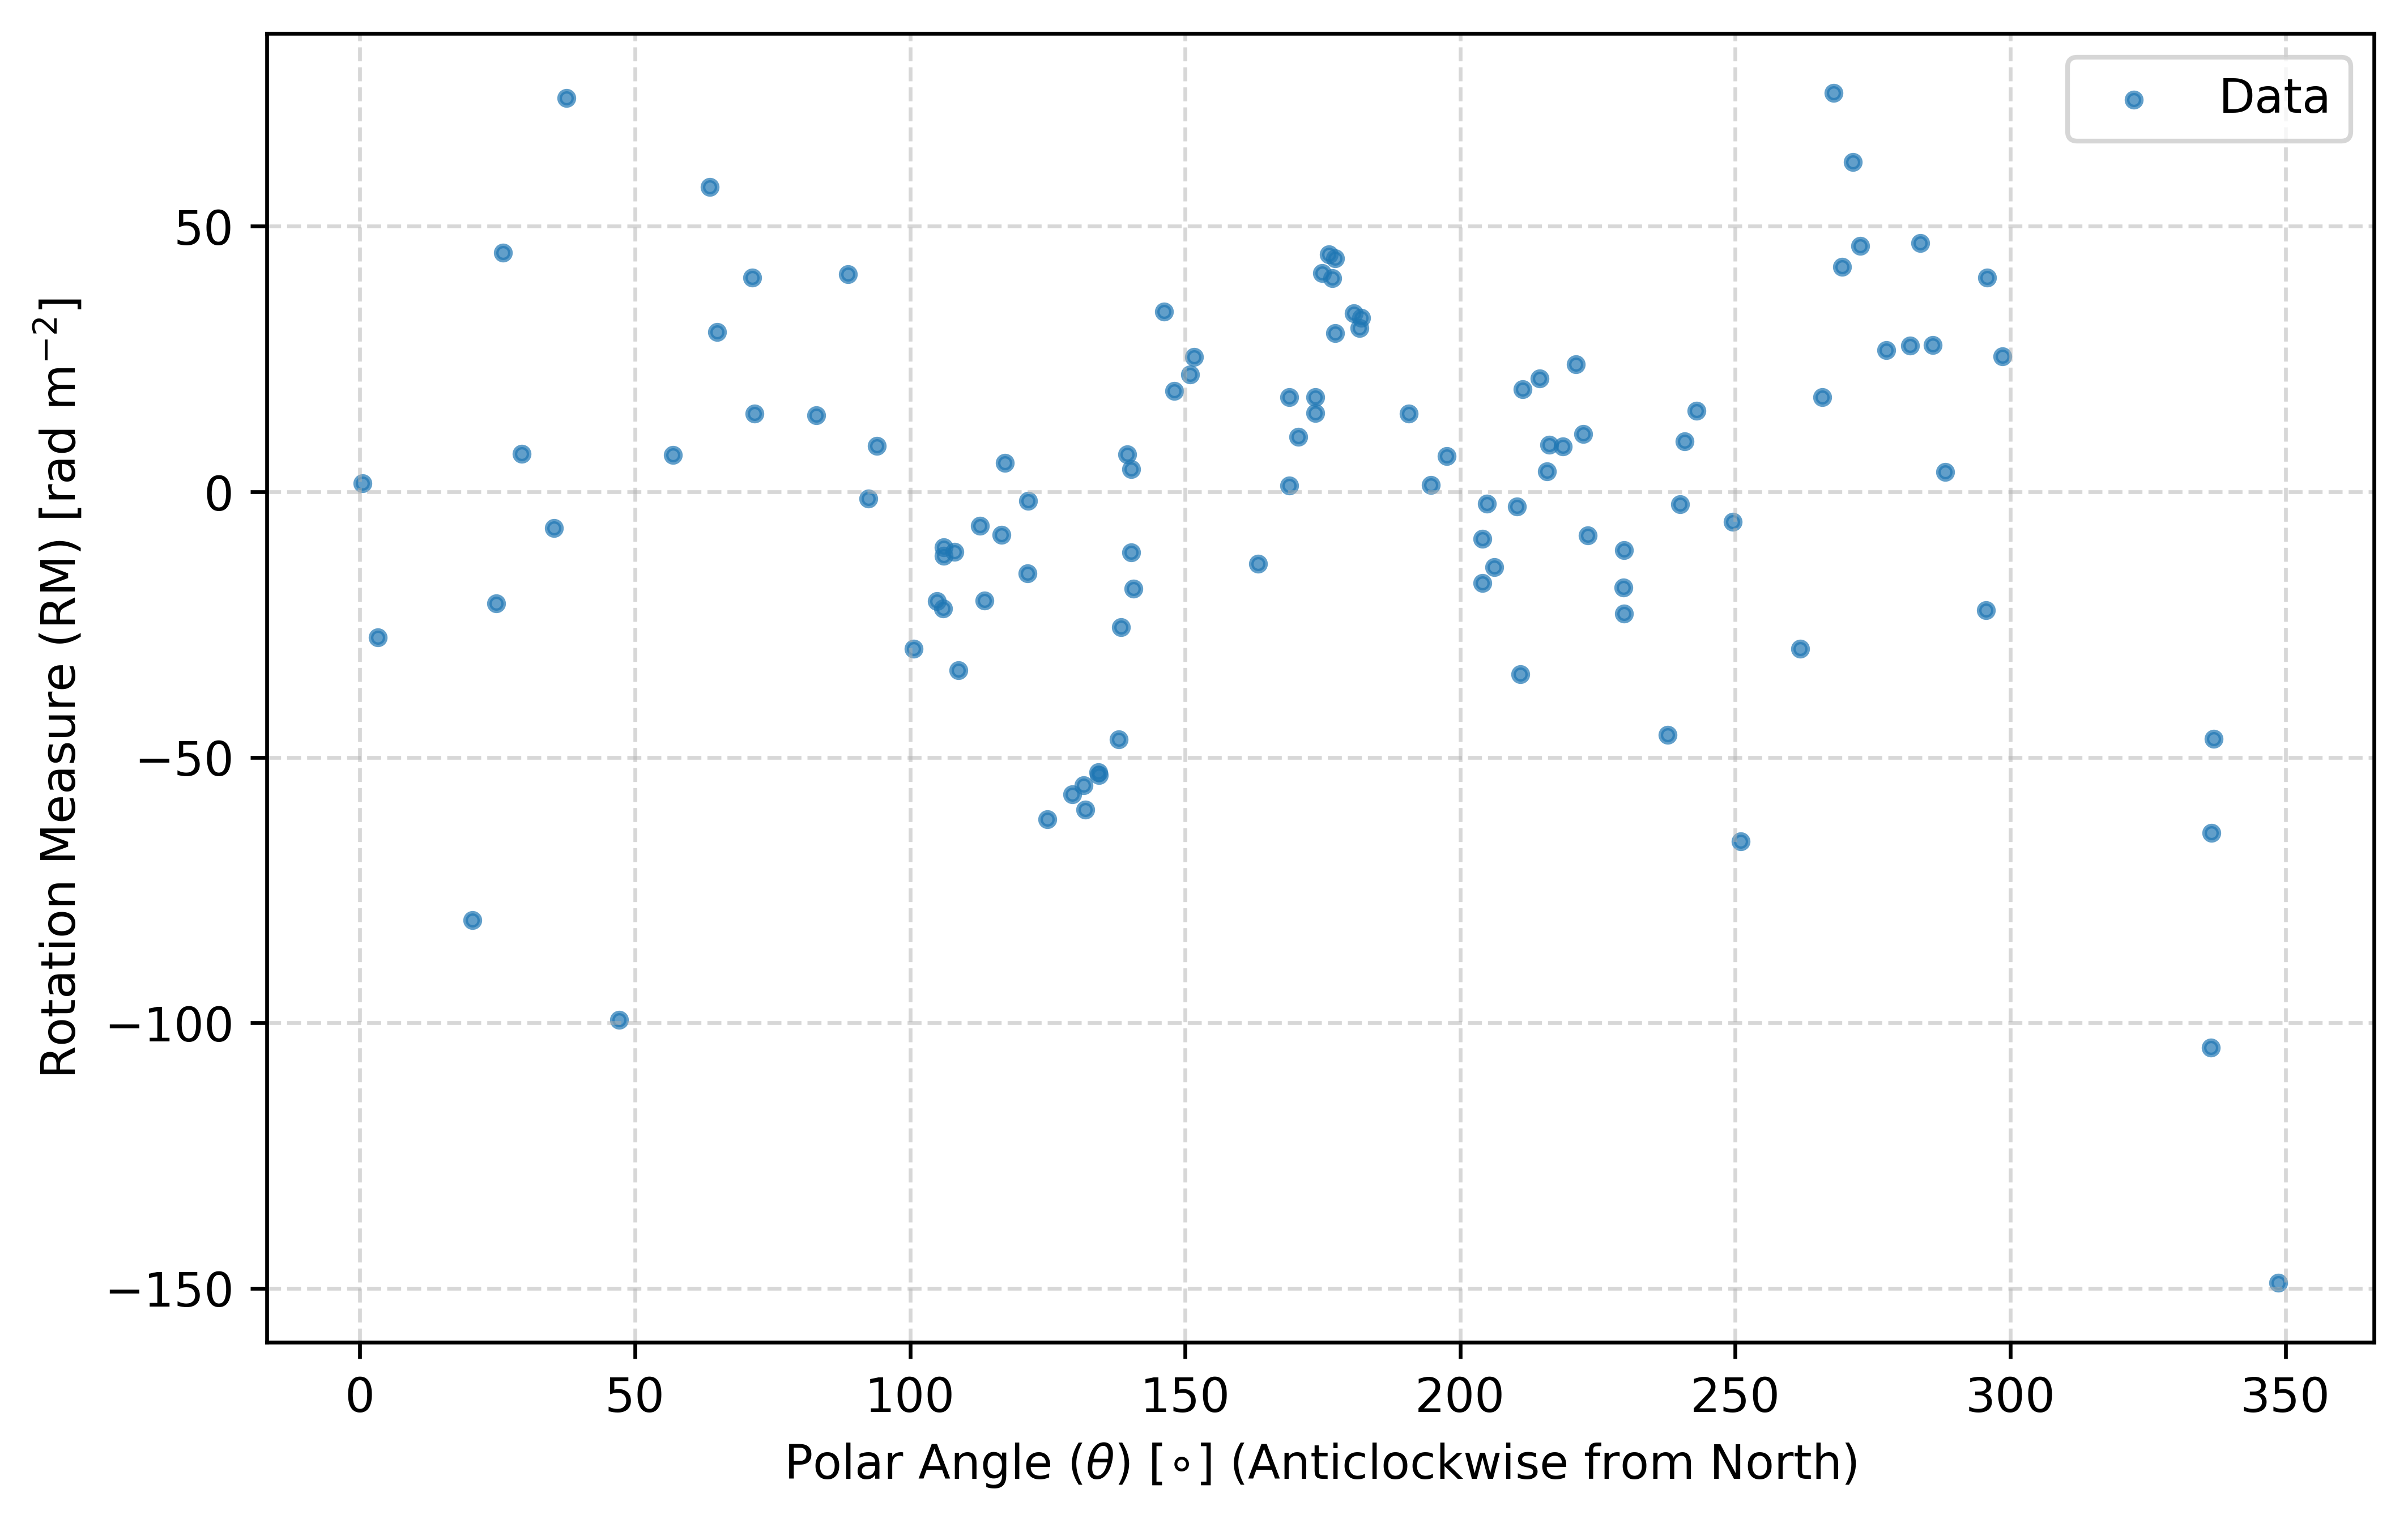 Data
50
0
−50
−100
−150
Rotation Measure (RM) [rad m⁻²]
0 50 100 150 200 250 300 350
Polar Angle (θ) [∘] (Anticlockwise from North)